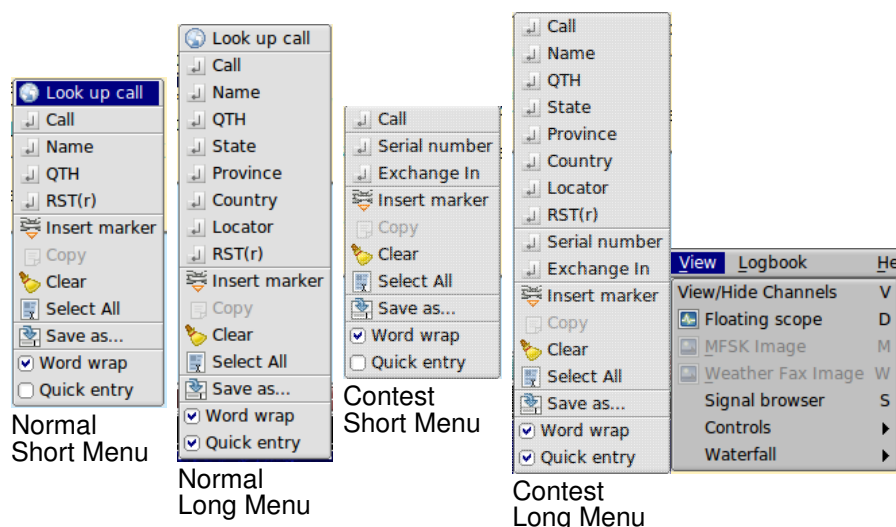 Look up call
Call
Name
QTH
RST(r)
Insert marker
Copy
Clear
Select All
Save as...
Word wrap
Quick entry
Normal
Short Menu
Look up call
Call
Name
QTH
State
Province
Country
Locator
RST(r)
Insert marker
Copy
Clear
Select All
Save as...
Word wrap
Quick entry
Normal
Long Menu
Call
Serial number
Exchange In
Insert marker
Copy
Clear
Select All
Save as...
Word wrap
Quick entry
Contest
Short Menu
Call
Name
QTH
State
Province
Country
Locator
RST(r)
Serial number
Exchange In
Insert marker
Copy
Clear
Select All
Save as...
Word wrap
Quick entry
Contest
Long Menu
View Logbook He
View/Hide Channels V
Floating scope D
MFSK Image M
Weather Fax Image W
Signal browser S
Controls
Waterfall